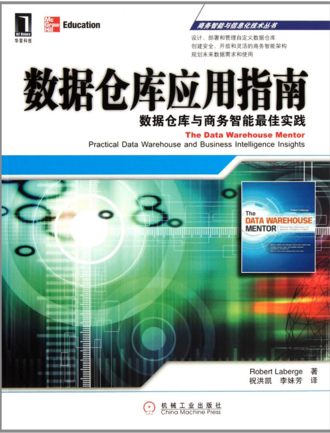 华章科技
Mc
Graw
Hill
Education
商务智能与信息化技术丛书
设计、部署和管理自定义数据仓库
创建安全、开放和灵活的商务智能架构
规划未来数据需求和使用
数据仓库应用指南
数据仓库与商务智能最佳实践
The Data Warehouse Mentor
Practical Data Warehouse and Business Intelligence Insights
The
DATA WAREHOUSE
MENTOR
Robert Laberge 著
祝洪凯 李妹芳 译
机械工业出版社
China Machine Press